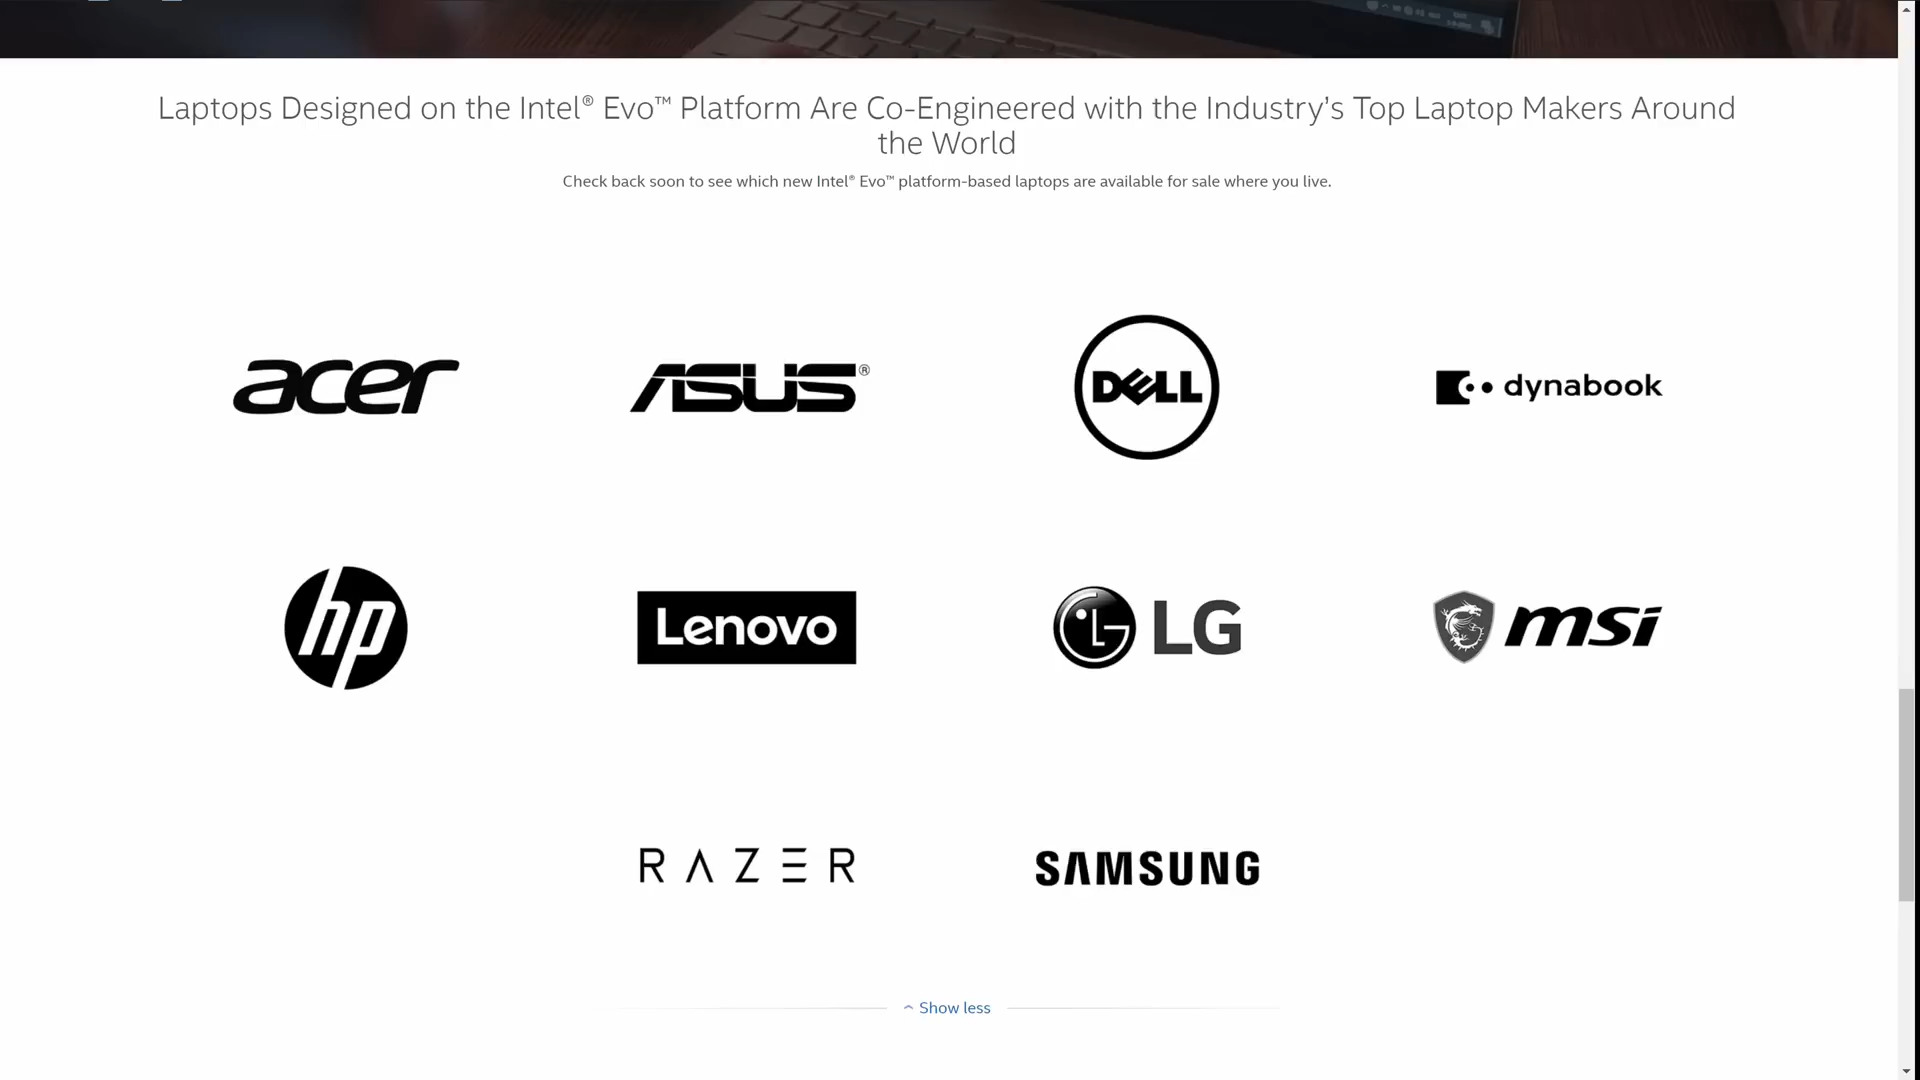 Laptops Designed on the Intel® Evo™ Platform Are Co-Engineered with the Industry’s Top Laptop Makers Around
the World
Check back soon to see which new Intel® Evo™ platform-based laptops are available for sale where you live.
acer
ASUS®
DELL
dynabook
hp
Lenovo
LG
msi
RAZER
SAMSUNG
Show less